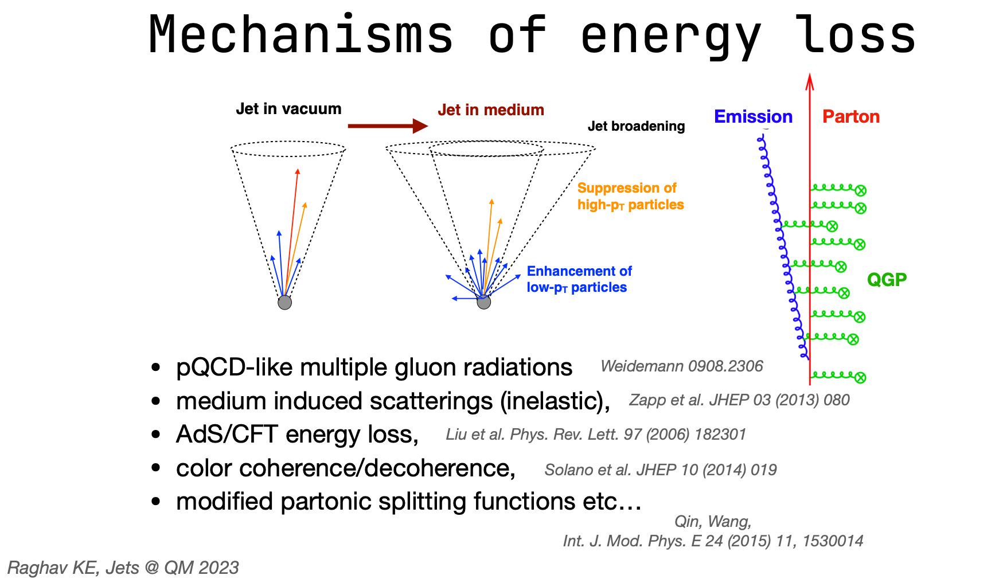 Mechanisms of energy loss
Jet in vacuum
Jet in medium
Jet broadening
Suppression of
high-pT particles
Enhancement of
low-pT particles
Emission
Parton
QGP
• pQCD-like multiple gluon radiations
Weidemann 0908.2306
• medium induced scatterings (inelastic),
Zapp et al. JHEP 03 (2013) 080
• AdS/CFT energy loss,
Liu et al. Phys. Rev. Lett. 97 (2006) 182301
• color coherence/decoherence,
Solano et al. JHEP 10 (2014) 019
• modified partonic splitting functions etc…
Qin, Wang,
Int. J. Mod. Phys. E 24 (2015) 11, 1530014
Raghav KE, Jets @ QM 2023